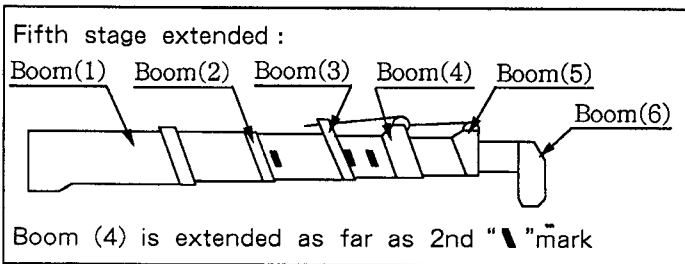 Fifth stage extended :
Boom(1) Boom(2) Boom(3) Boom(4) Boom(5)
Boom(6)
Boom (4) is extended as far as 2nd "\"mark